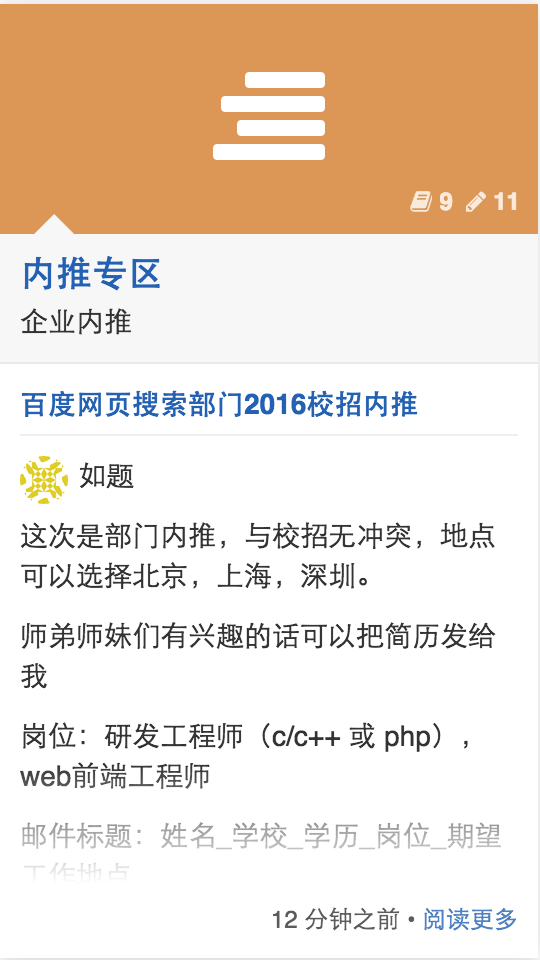 9 11
内推专区
企业内推
百度网页搜索部门2016校招内推
如题
这次是部门内推，与校招无冲突，地点
可以选择北京，上海，深圳。
师弟师妹们有兴趣的话可以把简历发给
我
岗位：研发工程师（c/c++ 或 php），
web前端工程师
邮件标题：姓名_学校_学历_岗位_期望
工作地点
12 分钟之前 • 阅读更多